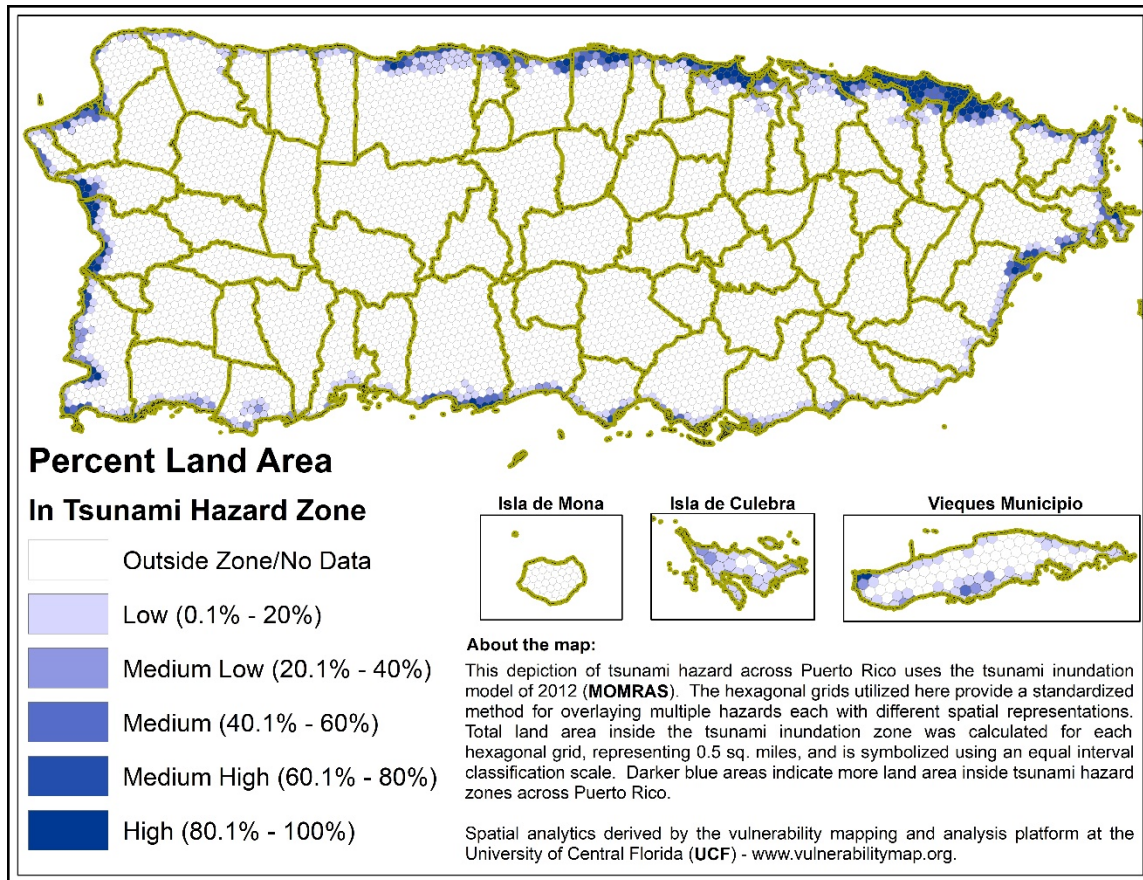 Percent Land Area
In Tsunami Hazard Zone
Outside Zone/No Data
Low (0.1% - 20%)
Medium Low (20.1% - 40%)
Medium (40.1% - 60%)
Medium High (60.1% - 80%)
High (80.1% - 100%)
Isla de Mona
Isla de Culebra
Vieques Municipio
About the map:
This depiction of tsunami hazard across Puerto Rico uses the tsunami inundation
model of 2012 (MOMRAS). The hexagonal grids utilized here provide a standardized
method for overlaying multiple hazards each with different spatial representations.
Total land area inside the tsunami inundation zone was calculated for each
hexagonal grid, representing 0.5 sq. miles, and is symbolized using an equal interval
classification scale. Darker blue areas indicate more land area inside tsunami hazard
zones across Puerto Rico.
Spatial analytics derived by the vulnerability mapping and analysis platform at the
University of Central Florida (UCF) - www.vulnerabilitymap.org.